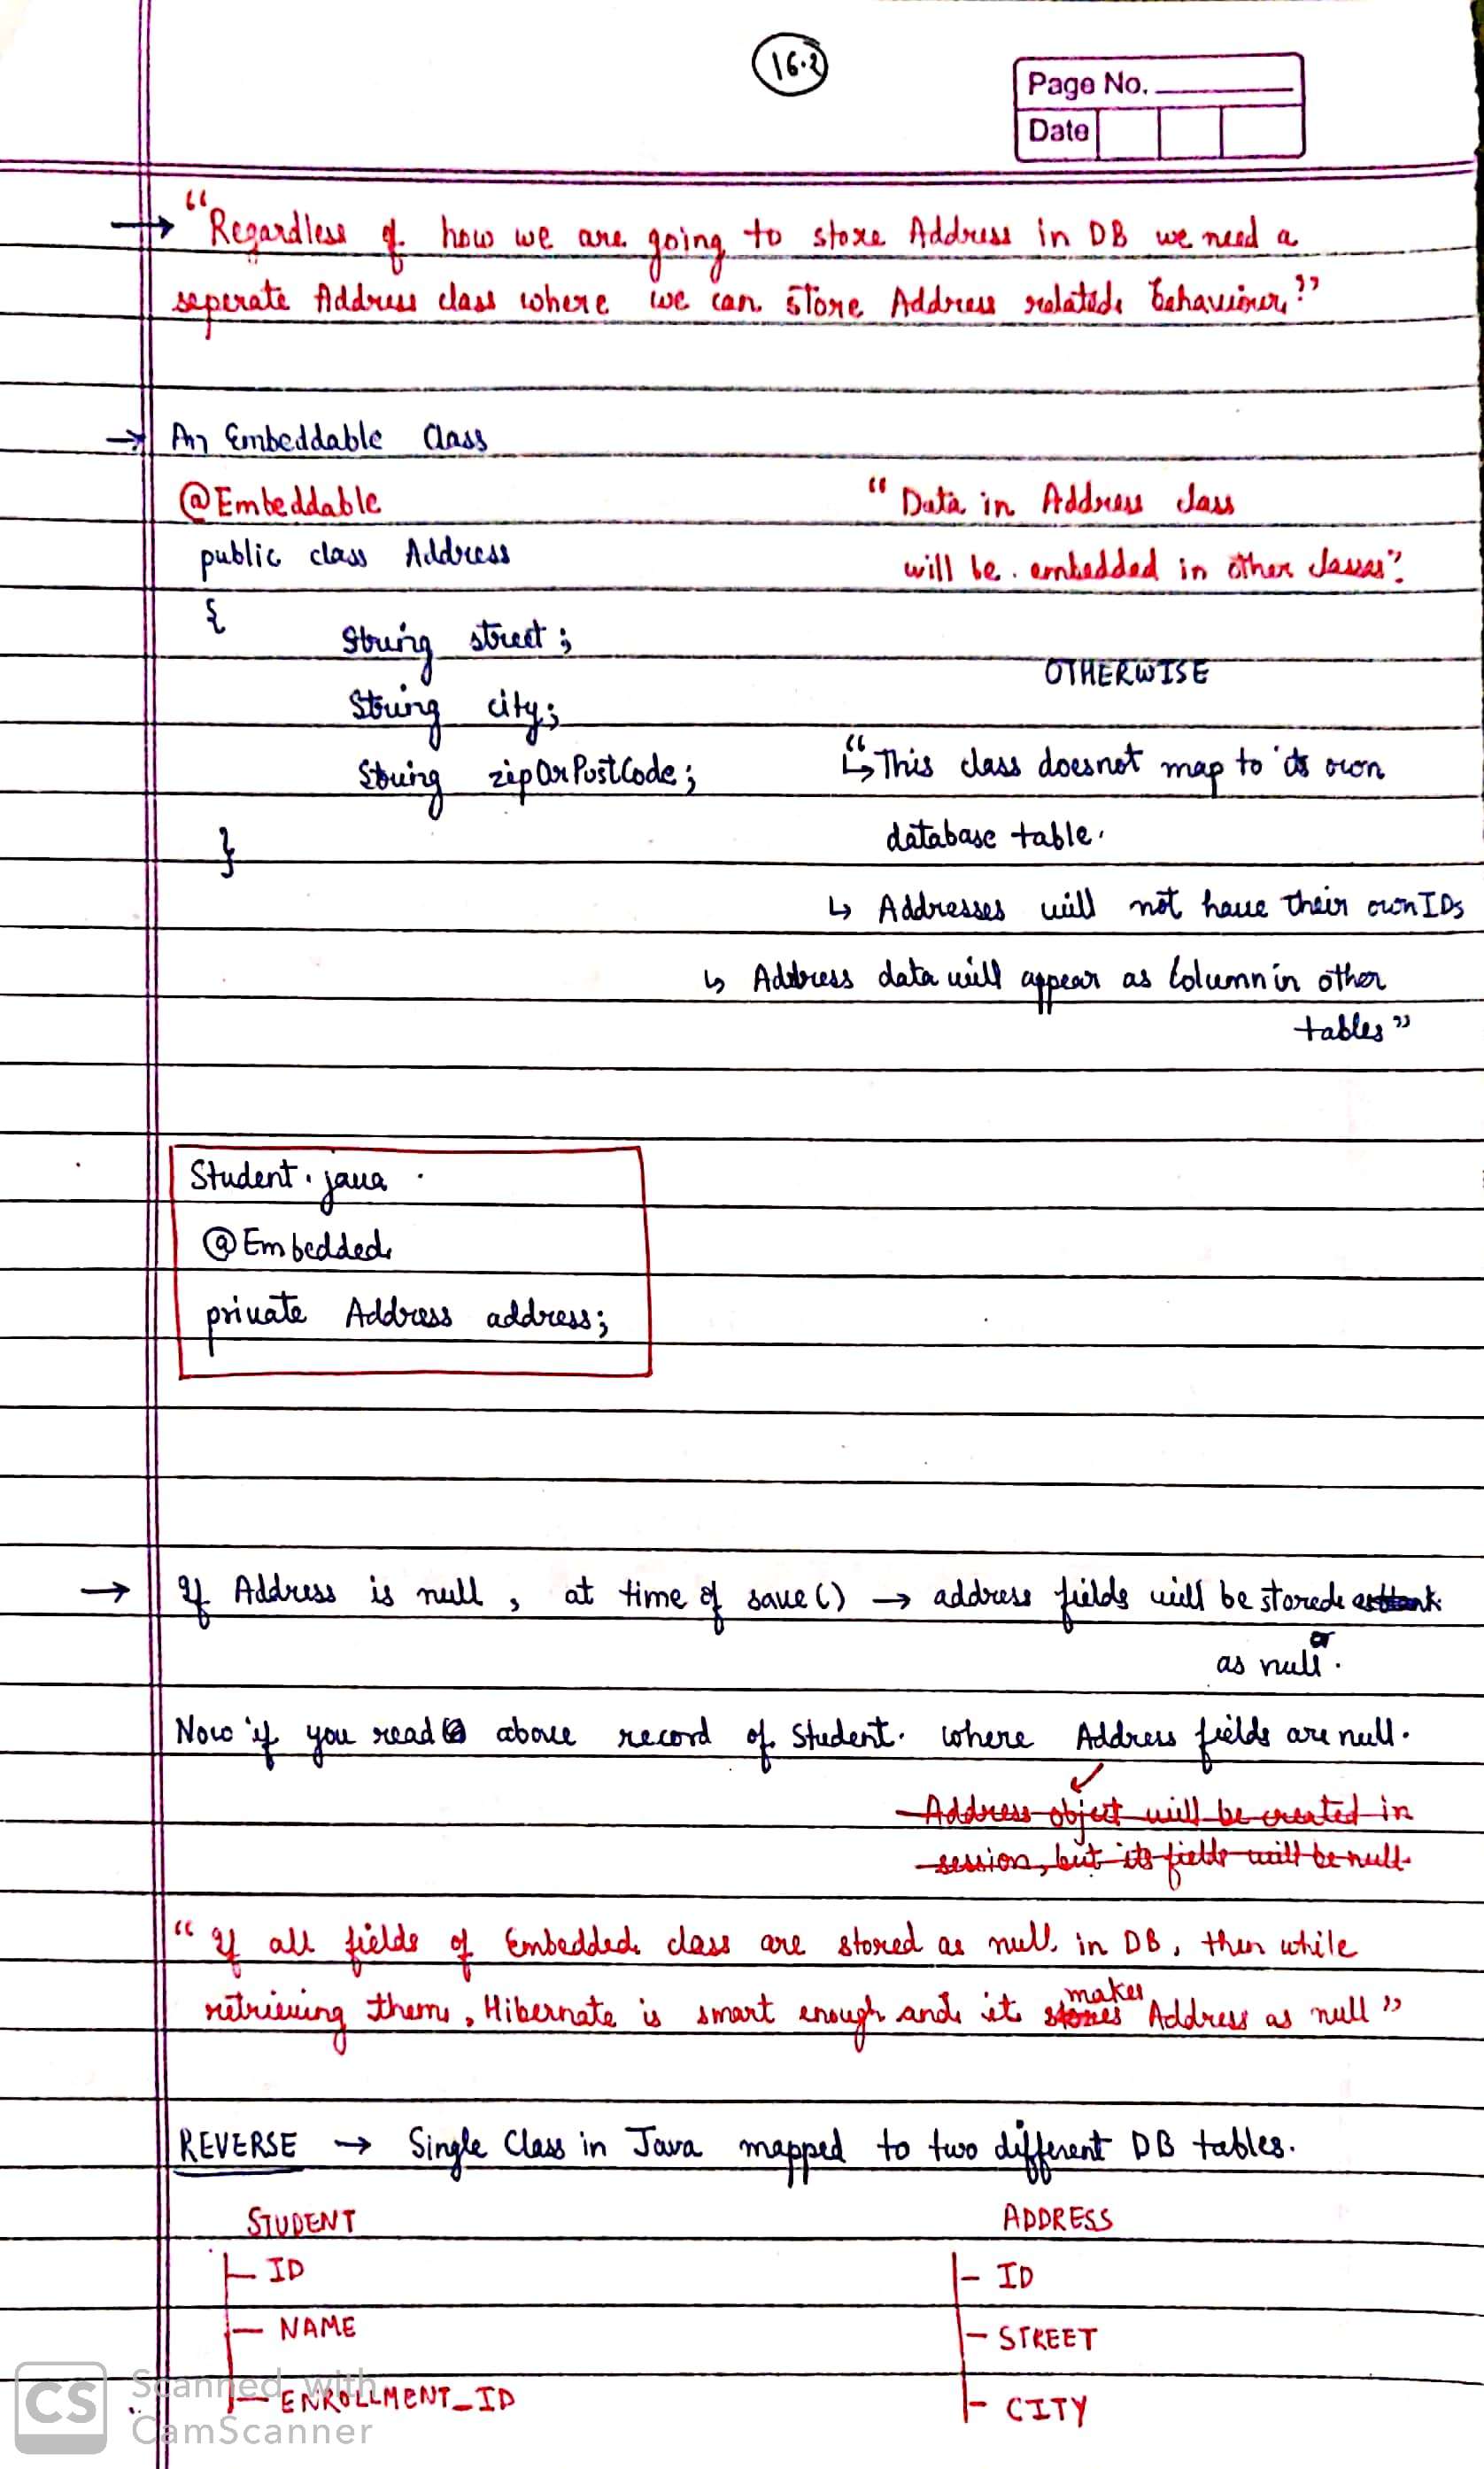 16.2
Page No.
Date
→ "Regardless of how we are going to store Address in DB we need a
seperate Address class where we can store Address related behaviour"
→ An Embeddable Class
@Embeddable
"Data in Address class
public class Address
will be embedded in other classes"
{
String street;
OTHERWISE
String city;
String zipOrPostCode;
"↳ This class doesnot map to its own
database table.
}
↳ Addresses will not have their own IDs
↳ Address data will appear as Column in other
tables"
Student.java
@Embedded
private Address address;
→ If Address is null, at time of save() → address fields will be stored
as null.
Now if you read above record of Student. where Address fields are null.
Address object will be created in
session, but its fields will be null.
"If all fields of Embedded class are stored as null in DB, then while
retrieving them, Hibernate is smart enough and it stores makes Address as null"
REVERSE → Single Class in Java mapped to two different DB tables.
STUDENT ADDRESS
ID ID
NAME STREET
ENROLLMENT_ID CITY
CS Scanned with
CamScanner